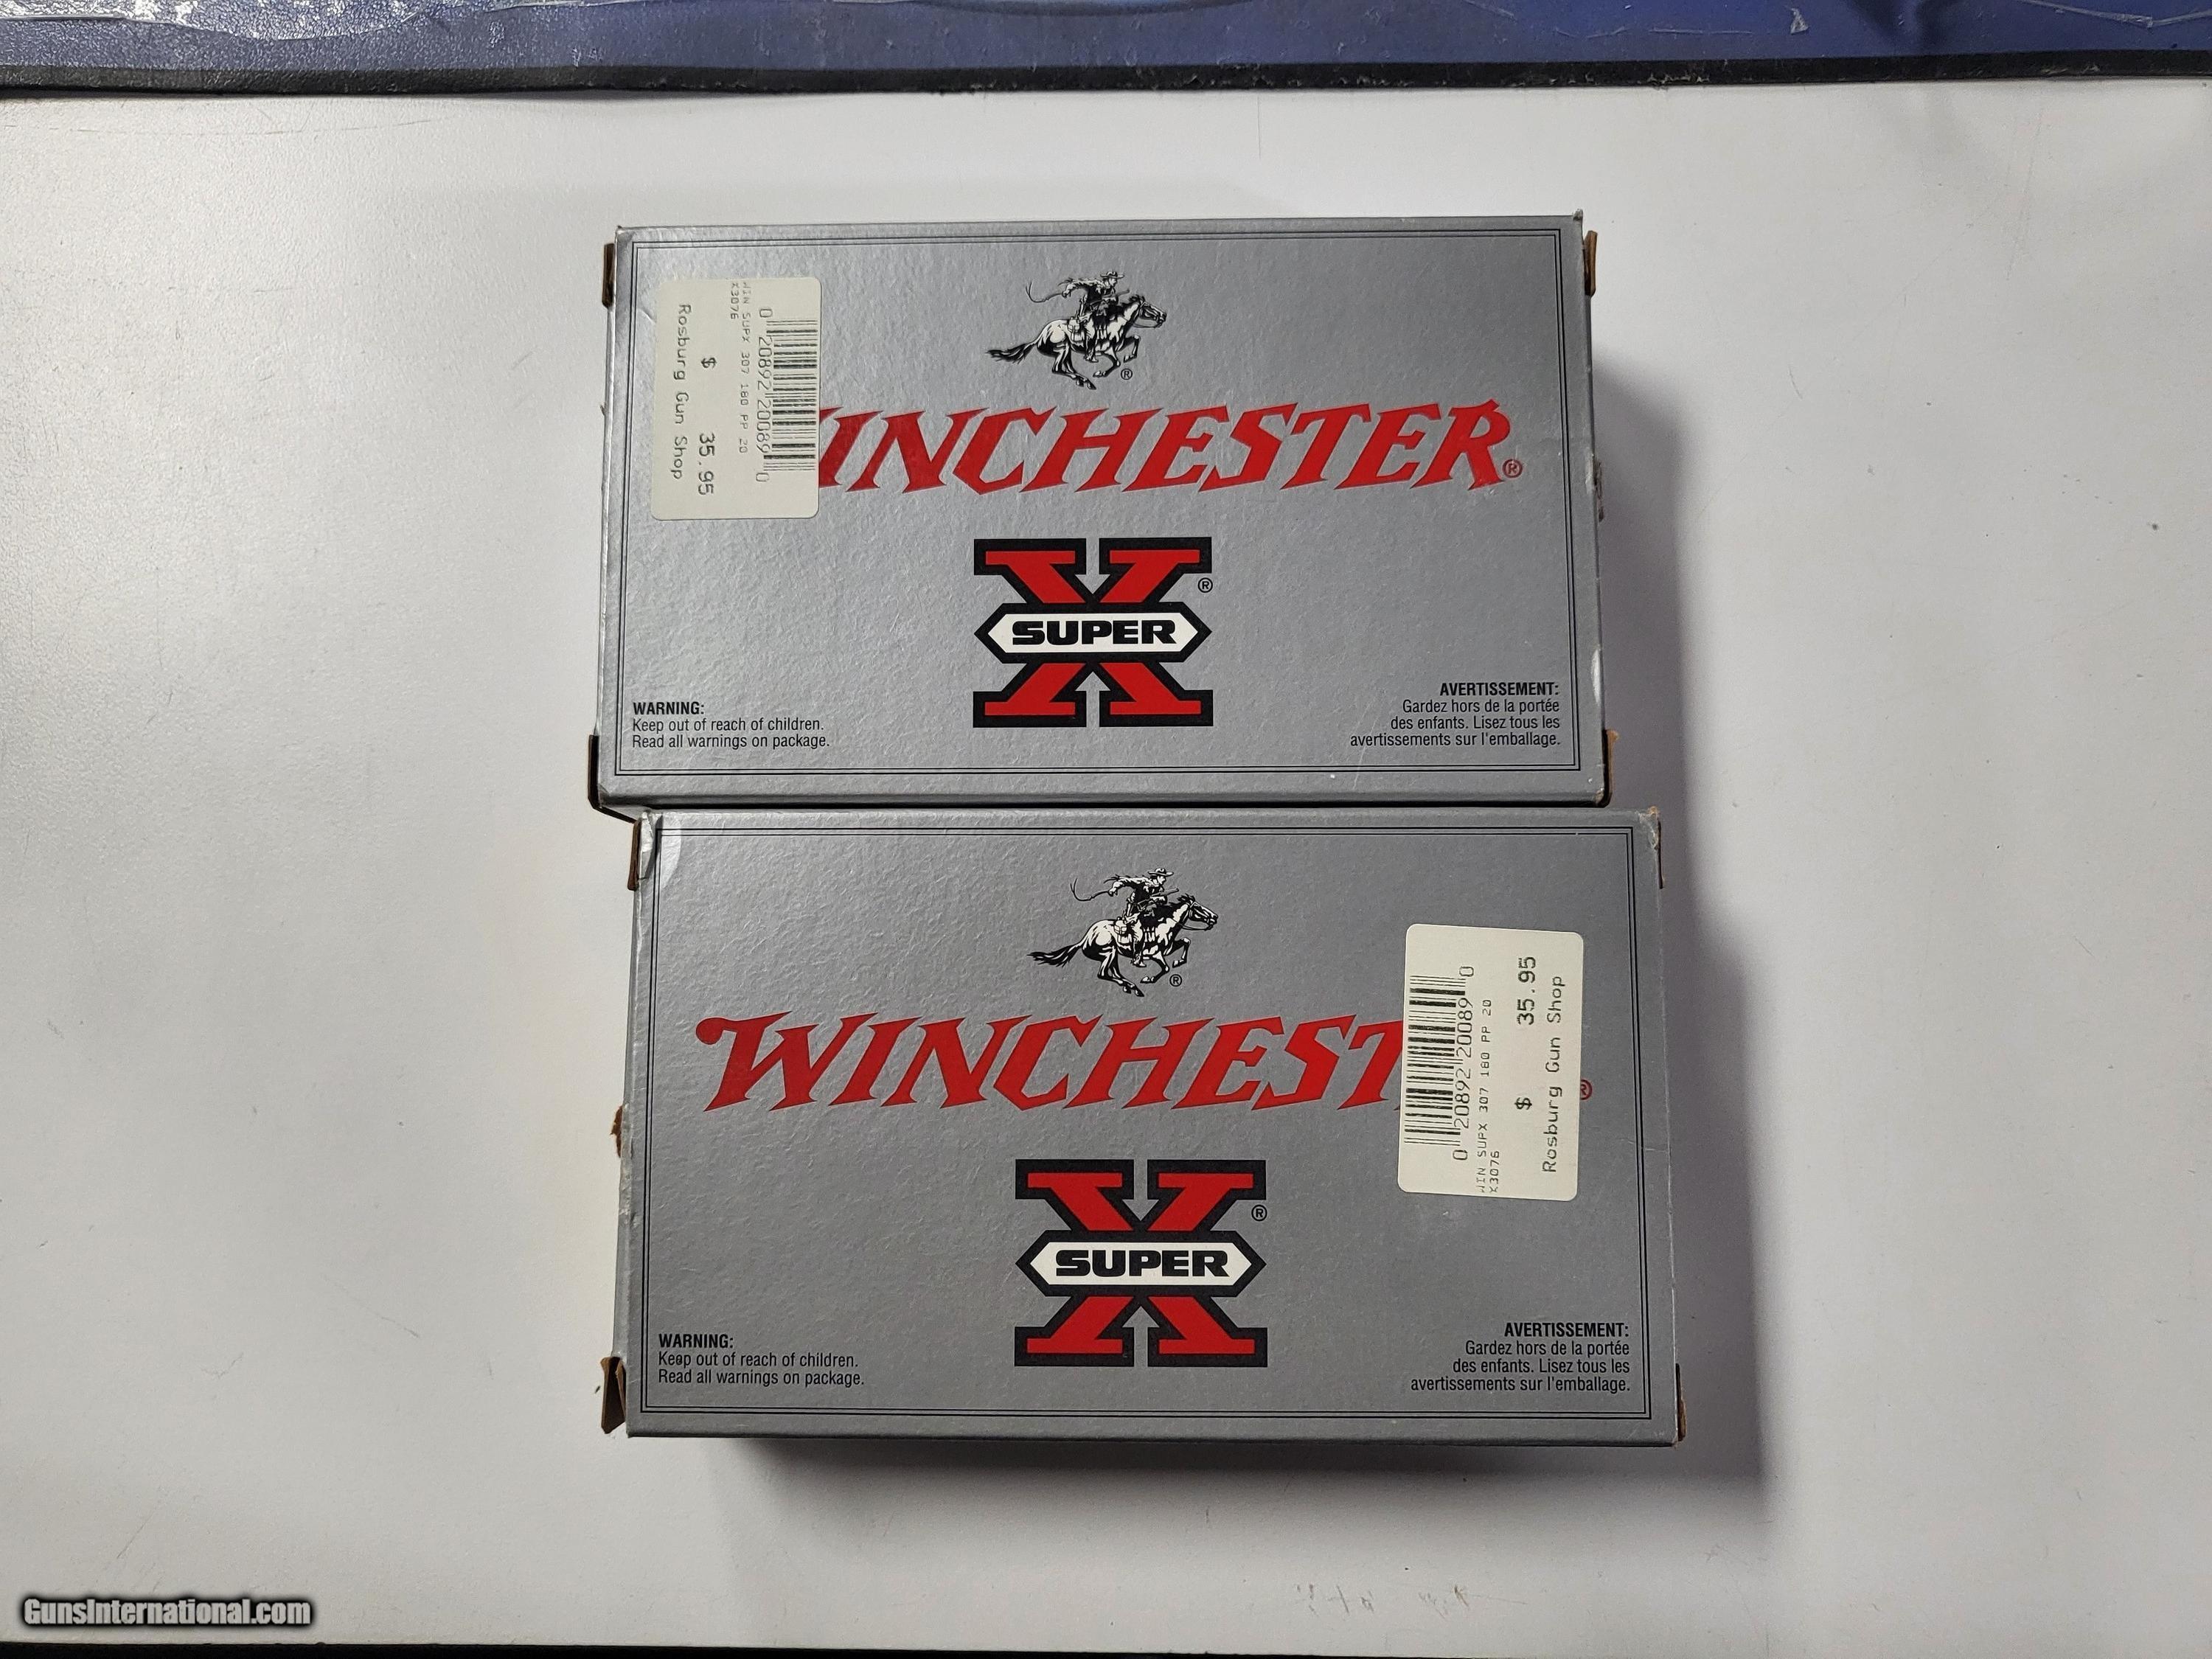 0 20892 20089 0
WIN SUPX 307 180 PP 20
X3076
$ 35.95
Rosburg Gun Shop
®
WINCHESTER®
X®
SUPER
WARNING:
Keep out of reach of children.
Read all warnings on package.
AVERTISSEMENT:
Gardez hors de la portée
des enfants. Lisez tous les
avertissements sur l'emballage.
®
WINCHEST ®
0 20892 20089 0
WIN SUPX 307 180 PP 20
X3076
$ 35.95
Rosburg Gun Shop
X®
SUPER
WARNING:
Keep out of reach of children.
Read all warnings on package.
AVERTISSEMENT:
Gardez hors de la portée
des enfants. Lisez tous les
avertissements sur l'emballage.
GunsInternational.com